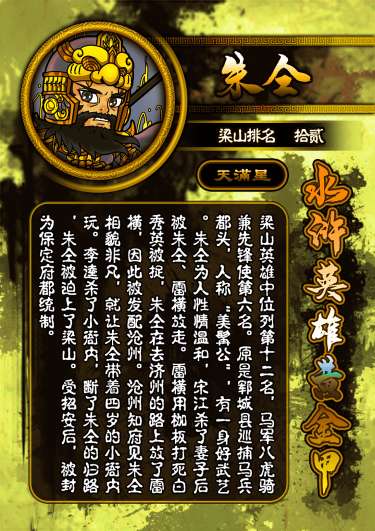 朱仝
梁山排名 拾贰
天满星
水浒英雄黄金甲
梁山英雄中位列第十二名，马军八虎骑
兼先锋使第六名。原是郓城县巡捕马兵
都头，人称“美髯公”，有一身好武艺
。朱仝为人性情温和，宋江杀了妻子后
被朱仝、雷横放走。雷横用枷板打死白
秀英被捉，朱仝在去济州的路上放了雷
横，因此被发配沧州。沧州知府见朱仝
相貌非凡，就让朱仝带着四岁的小衙内
玩。李逵杀了小衙内，断了朱仝的归路
，朱仝被迫上了梁山。受招安后，被封
为保定府都统制。